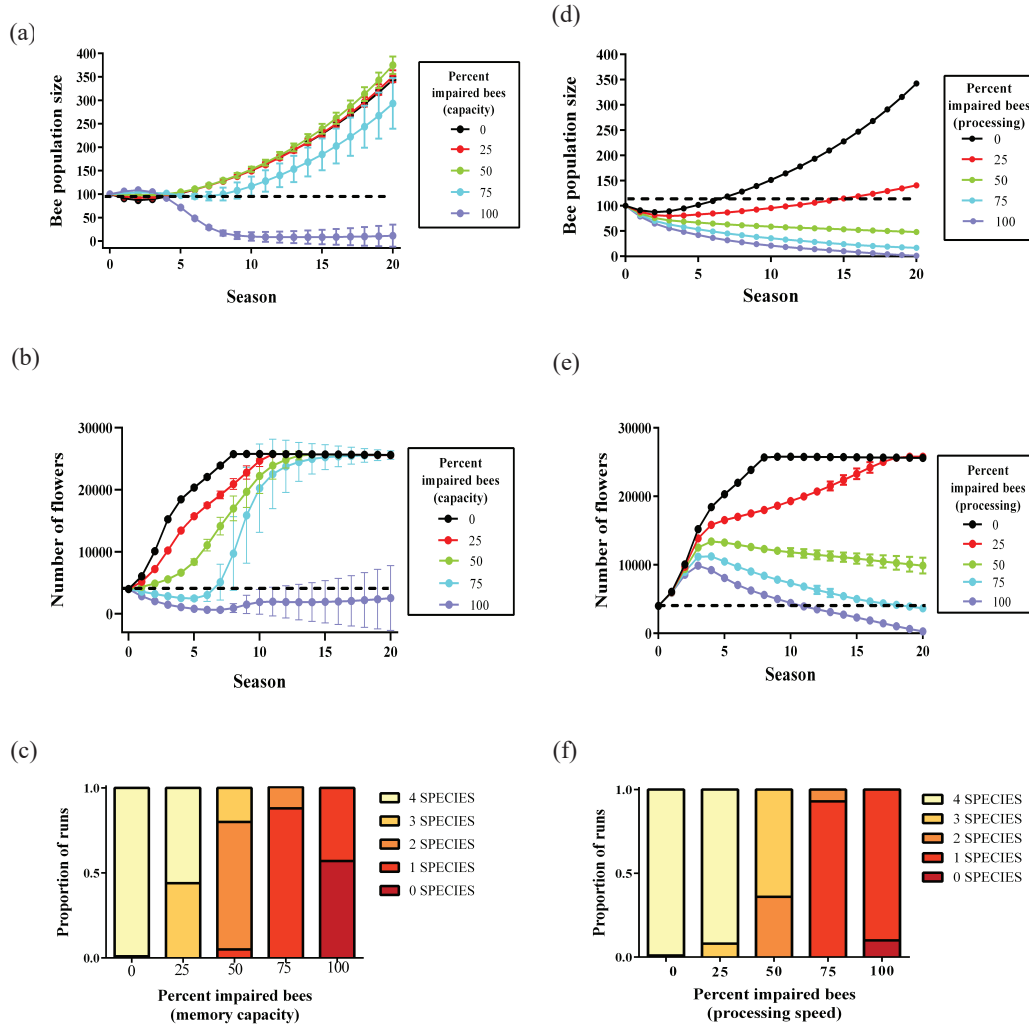 (a)
Bee population size
400
350
300
250
200
150
100
50
0
0
5
10
15
20
Season
Percent
impaired bees
(capacity)
0
25
50
75
100
(d)
Bee population size
400
350
300
250
200
150
100
50
0
0
5
10
15
20
Season
Percent
impaired bees
(processing)
0
25
50
75
100
(b)
Number of flowers
30000
20000
10000
0
0
5
10
15
20
Season
Percent
impaired bees
(capacity)
0
25
50
75
100
(e)
Number of flowers
30000
20000
10000
0
0
5
10
15
20
Season
Percent
impaired bees
(processing)
0
25
50
75
100
(c)
Proportion of runs
1.0
0.5
0.0
0
25
50
75
100
Percent impaired bees
(memory capacity)
4 SPECIES
3 SPECIES
2 SPECIES
1 SPECIES
0 SPECIES
(f)
Proportion of runs
1.0
0.5
0.0
0
25
50
75
100
Percent impaired bees
(processing speed)
4 SPECIES
3 SPECIES
2 SPECIES
1 SPECIES
0 SPECIES